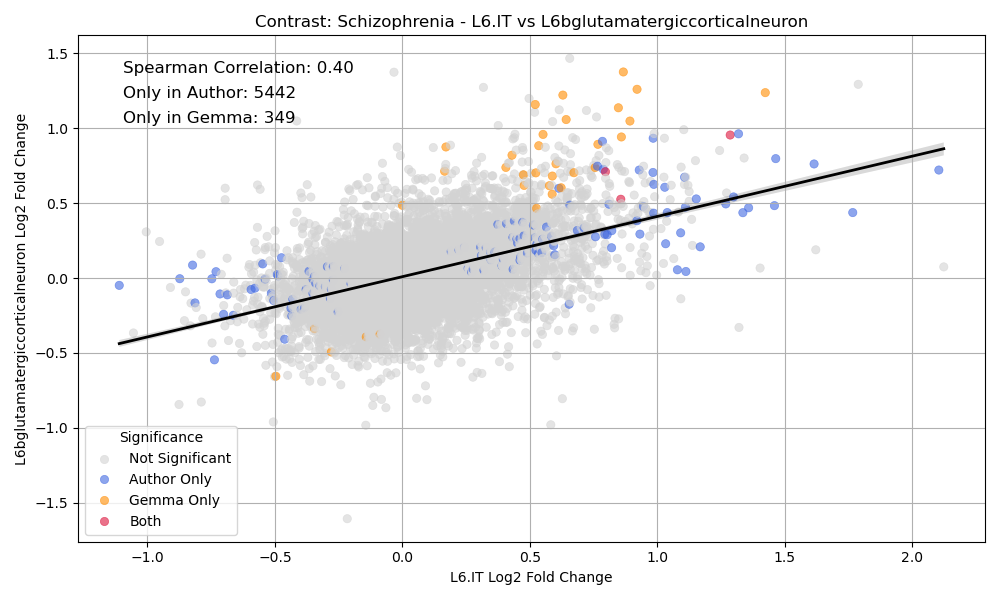 Contrast: Schizophrenia - L6.IT vs L6bglutamatergiccorticalneuron
Spearman Correlation: 0.40
Only in Author: 5442
Only in Gemma: 349
L6bglutamatergiccorticalneuron Log2 Fold Change
1.5
1.0
0.5
0.0
−0.5
−1.0
−1.5
Significance
Not Significant
Author Only
Gemma Only
Both
−1.0 −0.5 0.0 0.5 1.0 1.5 2.0
L6.IT Log2 Fold Change